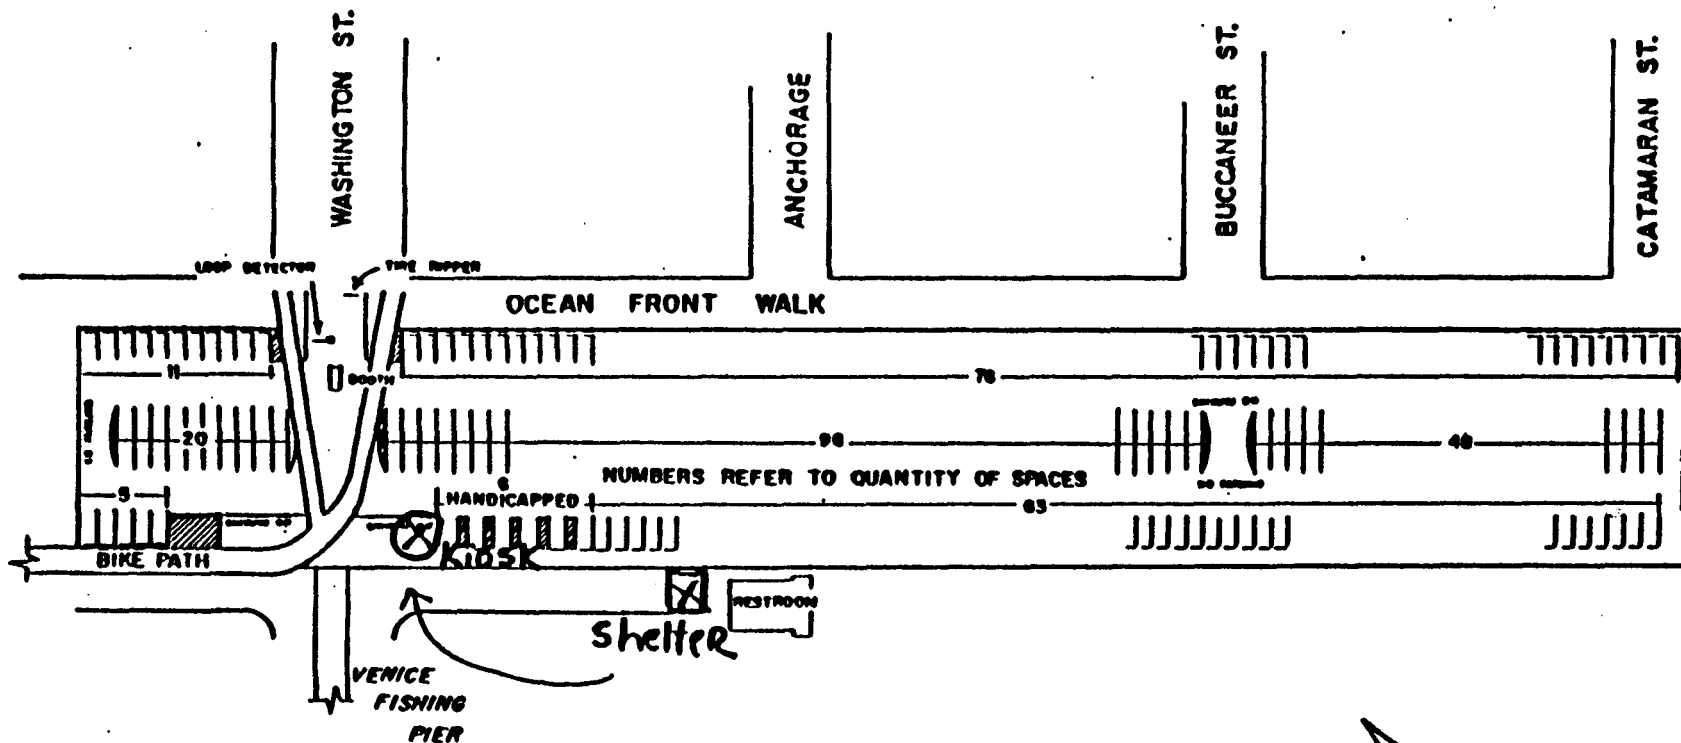 WASHINGTON ST.
ANCHORAGE
BUCCANEER ST.
CATAMARAN ST.
LOOP DETECTOR
TIRE RIPPER
OCEAN FRONT WALK
11
BOOTH
78
20
96
48
NUMBERS REFER TO QUANTITY OF SPACES
5
6
HANDICAPPED
63
BIKE PATH
KIOSK
RESTROOM
Shelter
VENICE
FISHING
PIER